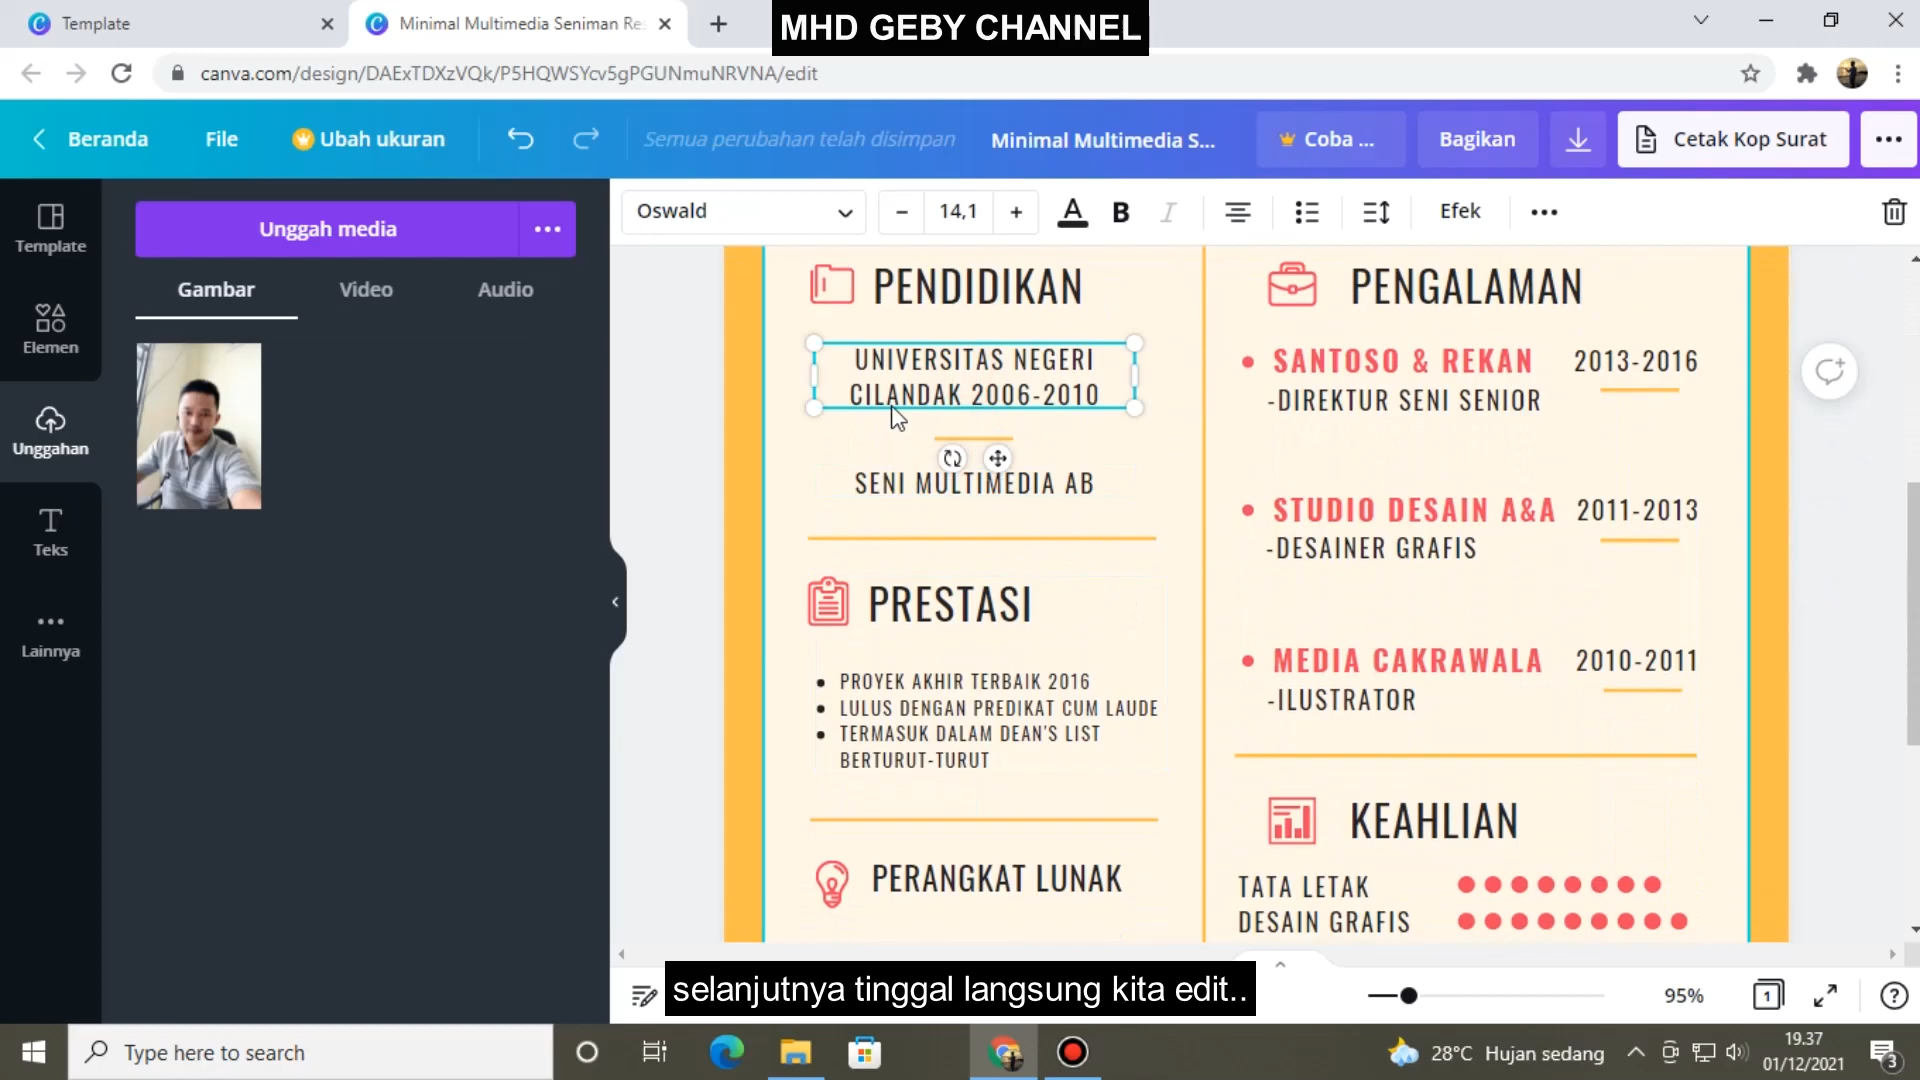 MHD GEBY CHANNEL
Template
Minimal Multimedia Seniman Res
canva.com/design/DAExTDXzVQk/P5HQWSYcv5gPGUNmuNRVNA/edit
Beranda
File
Ubah ukuran
Semua perubahan telah disimpan
Minimal Multimedia S...
Coba ...
Bagikan
Cetak Kop Surat
Template
Elemen
Unggahan
Teks
Lainnya
Unggah media
Gambar
Video
Audio
Oswald
– 14,1 +
A
B
I
Efek
PENDIDIKAN
UNIVERSITAS NEGERI
CILANDAK 2006-2010
SENI MULTIMEDIA AB
PRESTASI
PROYEK AKHIR TERBAIK 2016
LULUS DENGAN PREDIKAT CUM LAUDE
TERMASUK DALAM DEAN'S LIST
BERTURUT-TURUT
PERANGKAT LUNAK
PENGALAMAN
SANTOSO & REKAN 2013-2016
-DIREKTUR SENI SENIOR
STUDIO DESAIN A&A 2011-2013
-DESAINER GRAFIS
MEDIA CAKRAWALA 2010-2011
-ILUSTRATOR
KEAHLIAN
TATA LETAK
DESAIN GRAFIS
selanjutnya tinggal langsung kita edit..
95%
1
?
Type here to search
28°C Hujan sedang
19.37
01/12/2021
3